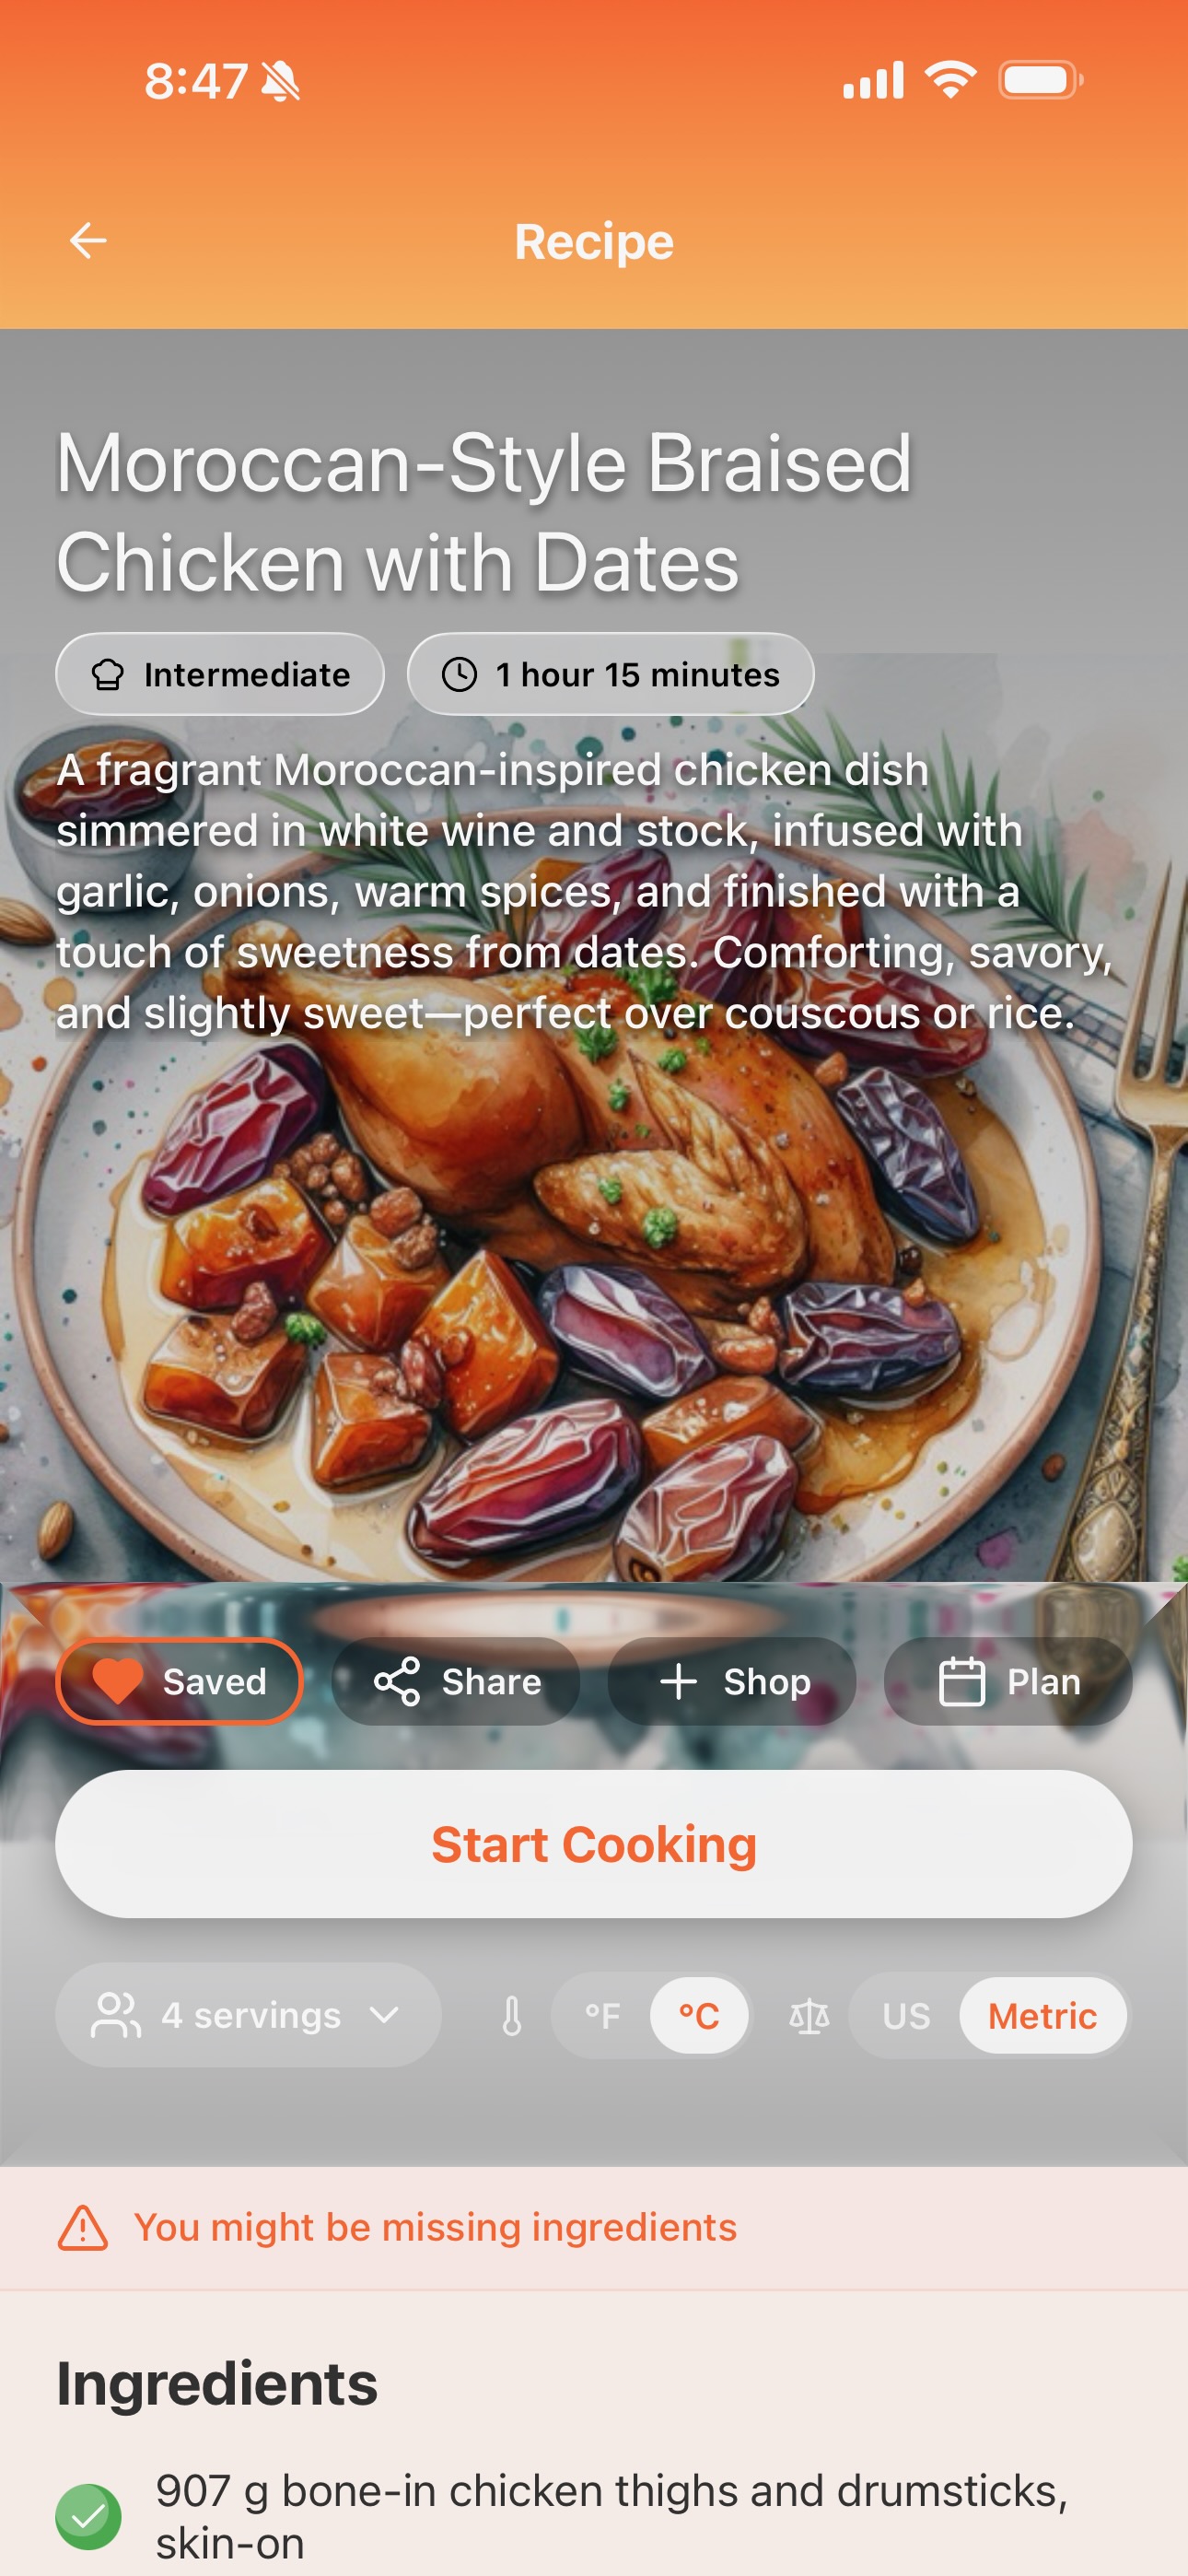 8:47
Recipe
Moroccan-Style Braised
Chicken with Dates
Intermediate
1 hour 15 minutes
A fragrant Moroccan-inspired chicken dish
simmered in white wine and stock, infused with
garlic, onions, warm spices, and finished with a
touch of sweetness from dates. Comforting, savory,
and slightly sweet—perfect over couscous or rice.
Saved
Share
Shop
Plan
Start Cooking
4 servings
°F
°C
US
Metric
You might be missing ingredients
Ingredients
907 g bone-in chicken thighs and drumsticks,
skin-on